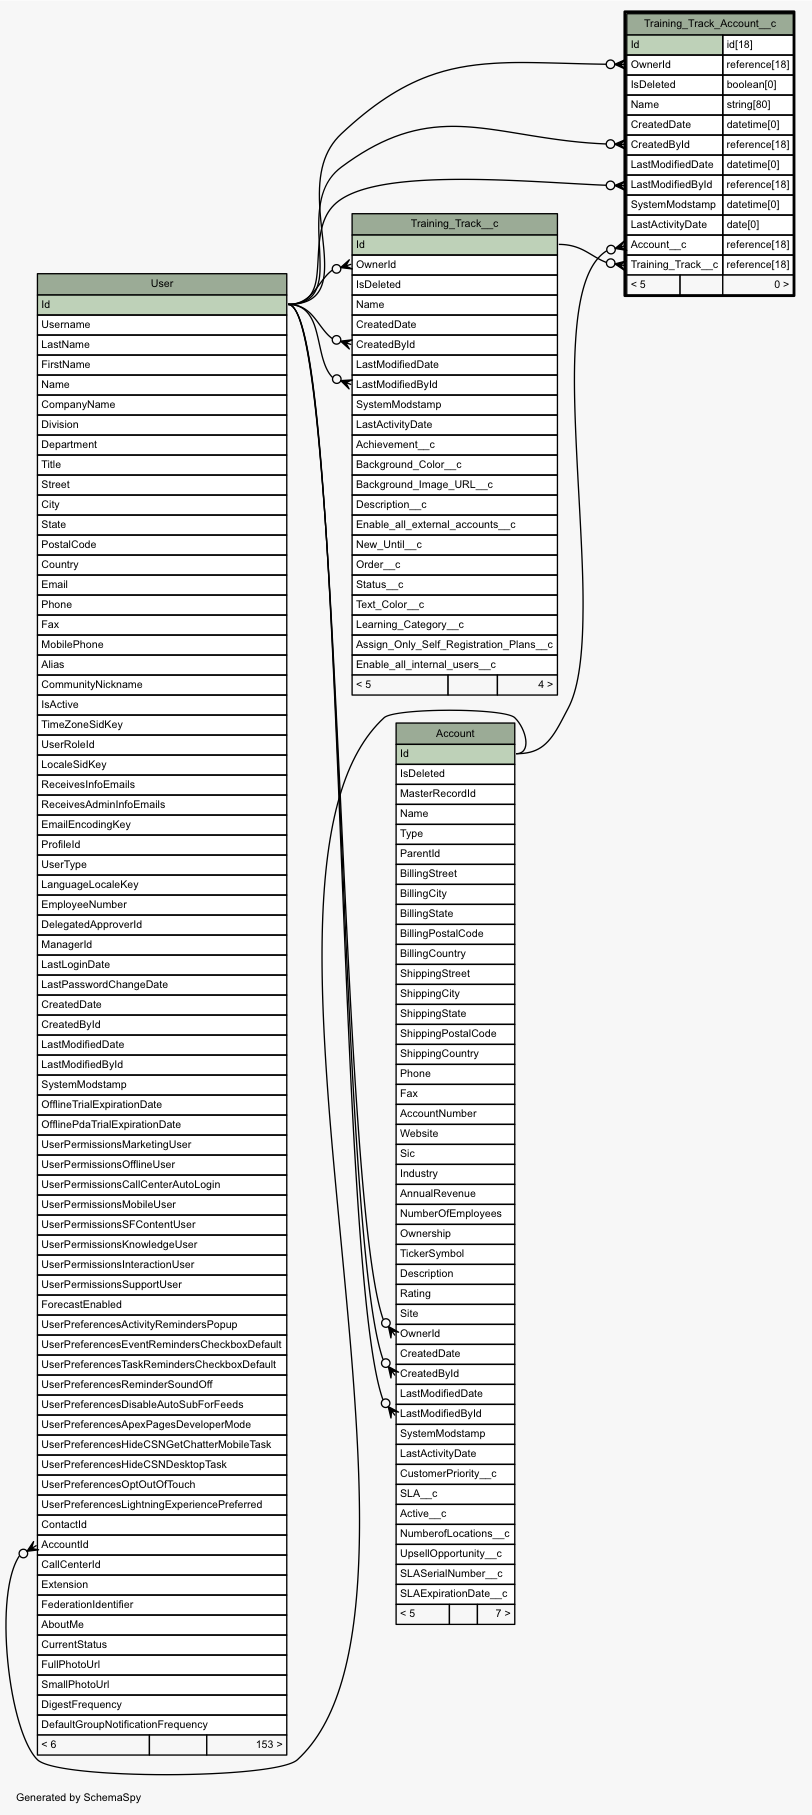 Training_Track_Account__c
Id id[18]
OwnerId reference[18]
IsDeleted boolean[0]
Name string[80]
CreatedDate datetime[0]
CreatedById reference[18]
LastModifiedDate datetime[0]
LastModifiedById reference[18]
SystemModstamp datetime[0]
LastActivityDate date[0]
Account__c reference[18]
Training_Track__c reference[18]
< 5 0 >
Training_Track__c
Id
OwnerId
IsDeleted
Name
CreatedDate
CreatedById
LastModifiedDate
LastModifiedById
SystemModstamp
LastActivityDate
Achievement__c
Background_Color__c
Background_Image_URL__c
Description__c
Enable_all_external_accounts__c
New_Until__c
Order__c
Status__c
Text_Color__c
Learning_Category__c
Assign_Only_Self_Registration_Plans__c
Enable_all_internal_users__c
< 5 4 >
User
Id
Username
LastName
FirstName
Name
CompanyName
Division
Department
Title
Street
City
State
PostalCode
Country
Email
Phone
Fax
MobilePhone
Alias
CommunityNickname
IsActive
TimeZoneSidKey
UserRoleId
LocaleSidKey
ReceivesInfoEmails
ReceivesAdminInfoEmails
EmailEncodingKey
ProfileId
UserType
LanguageLocaleKey
EmployeeNumber
DelegatedApproverId
ManagerId
LastLoginDate
LastPasswordChangeDate
CreatedDate
CreatedById
LastModifiedDate
LastModifiedById
SystemModstamp
OfflineTrialExpirationDate
OfflinePdaTrialExpirationDate
UserPermissionsMarketingUser
UserPermissionsOfflineUser
UserPermissionsCallCenterAutoLogin
UserPermissionsMobileUser
UserPermissionsSFContentUser
UserPermissionsKnowledgeUser
UserPermissionsInteractionUser
UserPermissionsSupportUser
ForecastEnabled
UserPreferencesActivityRemindersPopup
UserPreferencesEventRemindersCheckboxDefault
UserPreferencesTaskRemindersCheckboxDefault
UserPreferencesReminderSoundOff
UserPreferencesDisableAutoSubForFeeds
UserPreferencesApexPagesDeveloperMode
UserPreferencesHideCSNGetChatterMobileTask
UserPreferencesHideCSNDesktopTask
UserPreferencesOptOutOfTouch
UserPreferencesLightningExperiencePreferred
ContactId
AccountId
CallCenterId
Extension
FederationIdentifier
AboutMe
CurrentStatus
FullPhotoUrl
SmallPhotoUrl
DigestFrequency
DefaultGroupNotificationFrequency
< 6 153 >
Account
Id
IsDeleted
MasterRecordId
Name
Type
ParentId
BillingStreet
BillingCity
BillingState
BillingPostalCode
BillingCountry
ShippingStreet
ShippingCity
ShippingState
ShippingPostalCode
ShippingCountry
Phone
Fax
AccountNumber
Website
Sic
Industry
AnnualRevenue
NumberOfEmployees
Ownership
TickerSymbol
Description
Rating
Site
OwnerId
CreatedDate
CreatedById
LastModifiedDate
LastModifiedById
SystemModstamp
LastActivityDate
CustomerPriority__c
SLA__c
Active__c
NumberofLocations__c
UpsellOpportunity__c
SLASerialNumber__c
SLAExpirationDate__c
< 5 7 >
Generated by SchemaSpy